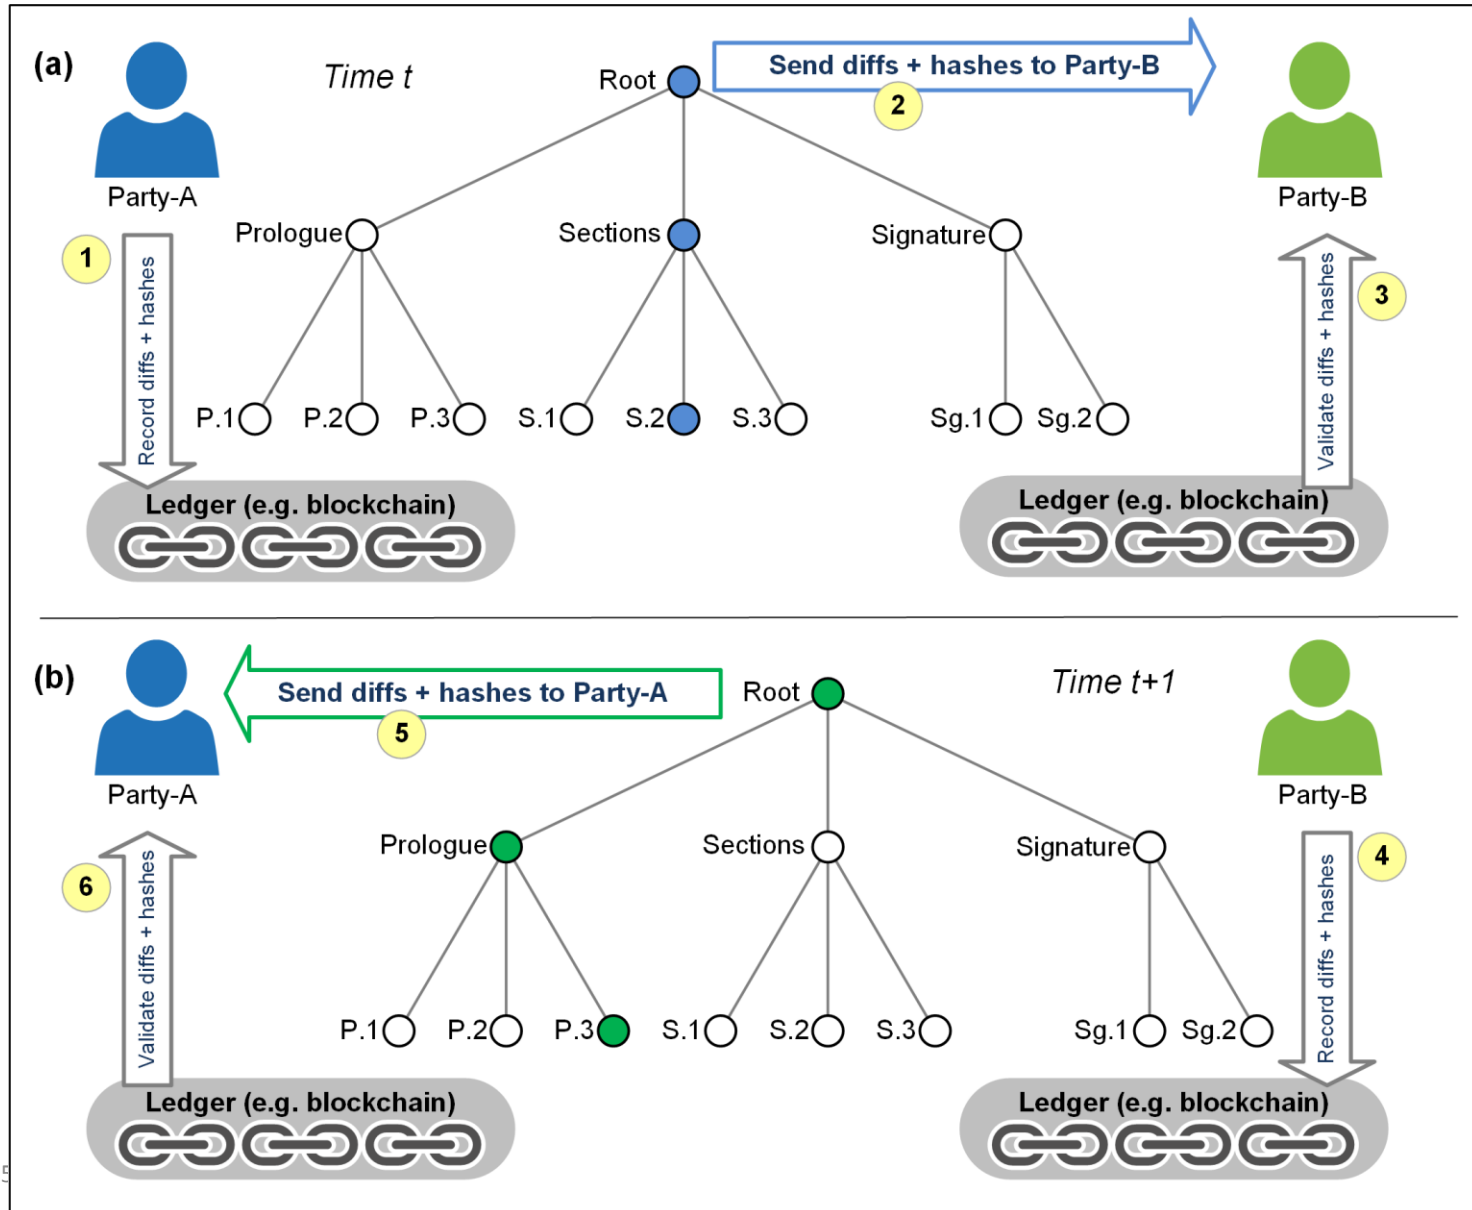 (a)
Time t
Root
Send diffs + hashes to Party-B
2
Party-A
Party-B
1
Record diffs + hashes
Prologue
Sections
Signature
3
Validate diffs + hashes
P.1
P.2
P.3
S.1
S.2
S.3
Sg.1
Sg.2
Ledger (e.g. blockchain)
Ledger (e.g. blockchain)
(b)
Send diffs + hashes to Party-A
5
Root
Time t+1
Party-A
Party-B
6
Validate diffs + hashes
Prologue
Sections
Signature
4
Record diffs + hashes
P.1
P.2
P.3
S.1
S.2
S.3
Sg.1
Sg.2
Ledger (e.g. blockchain)
Ledger (e.g. blockchain)